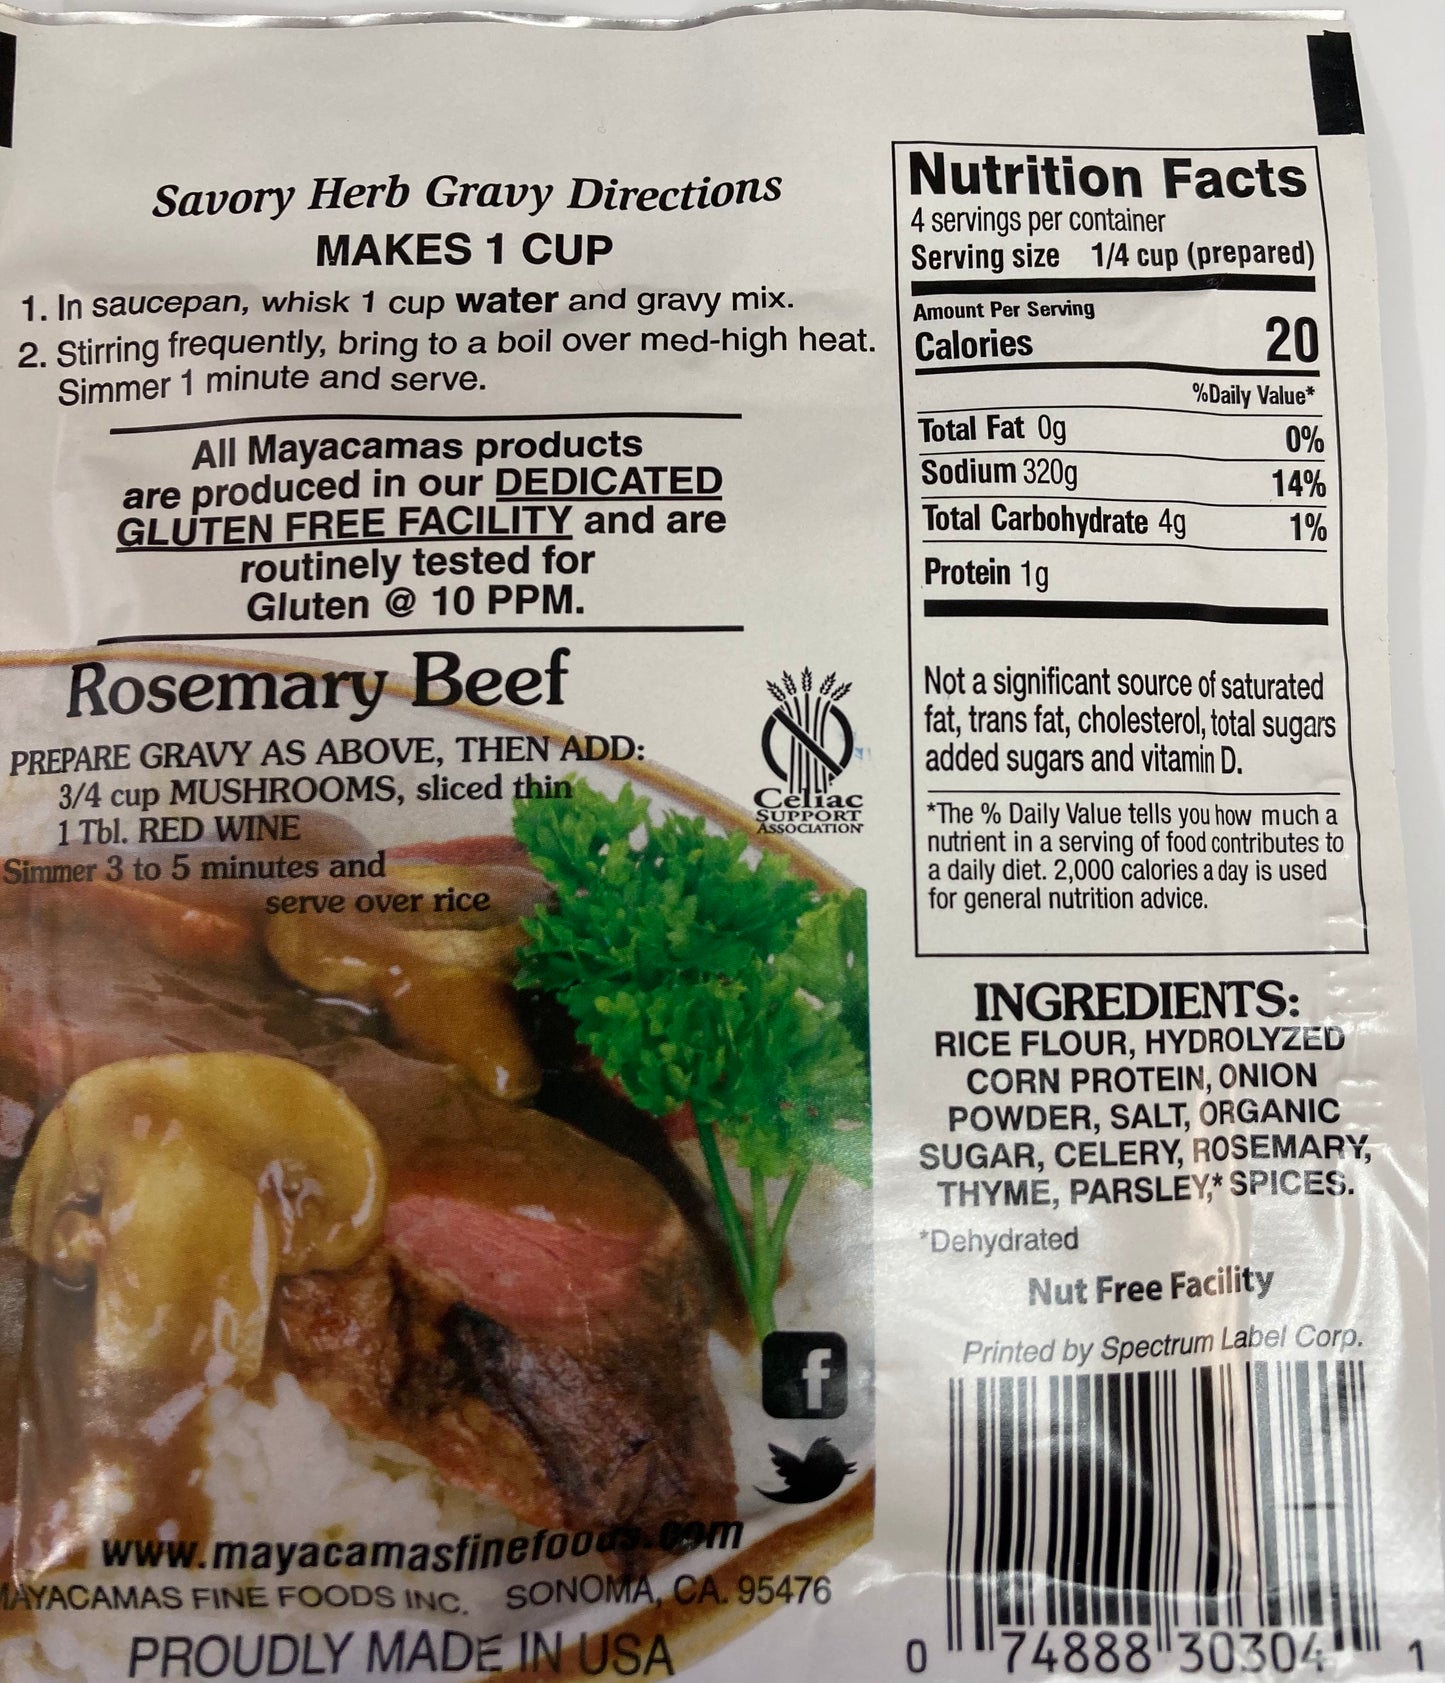 Savory Herb Gravy Directions
MAKES 1 CUP
1. In saucepan, whisk 1 cup water and gravy mix.
2. Stirring frequently, bring to a boil over med-high heat.
Simmer 1 minute and serve.
All Mayacamas products
are produced in our DEDICATED
GLUTEN FREE FACILITY and are
routinely tested for
Gluten @ 10 PPM.
Rosemary Beef
PREPARE GRAVY AS ABOVE, THEN ADD:
3/4 cup MUSHROOMS, sliced thin
1 Tbl. RED WINE
Simmer 3 to 5 minutes and
serve over rice
Celiac
SUPPORT
ASSOCIATION
f
www.mayacamasfinefoods.com
MAYACAMAS FINE FOODS INC. SONOMA, CA. 95476
PROUDLY MADE IN USA
Nutrition Facts
4 servings per container
Serving size 1/4 cup (prepared)
Amount Per Serving
Calories 20
%Daily Value*
Total Fat 0g 0%
Sodium 320g 14%
Total Carbohydrate 4g 1%
Protein 1g
Not a significant source of saturated
fat, trans fat, cholesterol, total sugars
added sugars and vitamin D.
*The % Daily Value tells you how much a
nutrient in a serving of food contributes to
a daily diet. 2,000 calories a day is used
for general nutrition advice.
INGREDIENTS:
RICE FLOUR, HYDROLYZED
CORN PROTEIN, ONION
POWDER, SALT, ORGANIC
SUGAR, CELERY, ROSEMARY,
THYME, PARSLEY,* SPICES.
*Dehydrated
Nut Free Facility
Printed by Spectrum Label Corp.
0 74888 30304 1